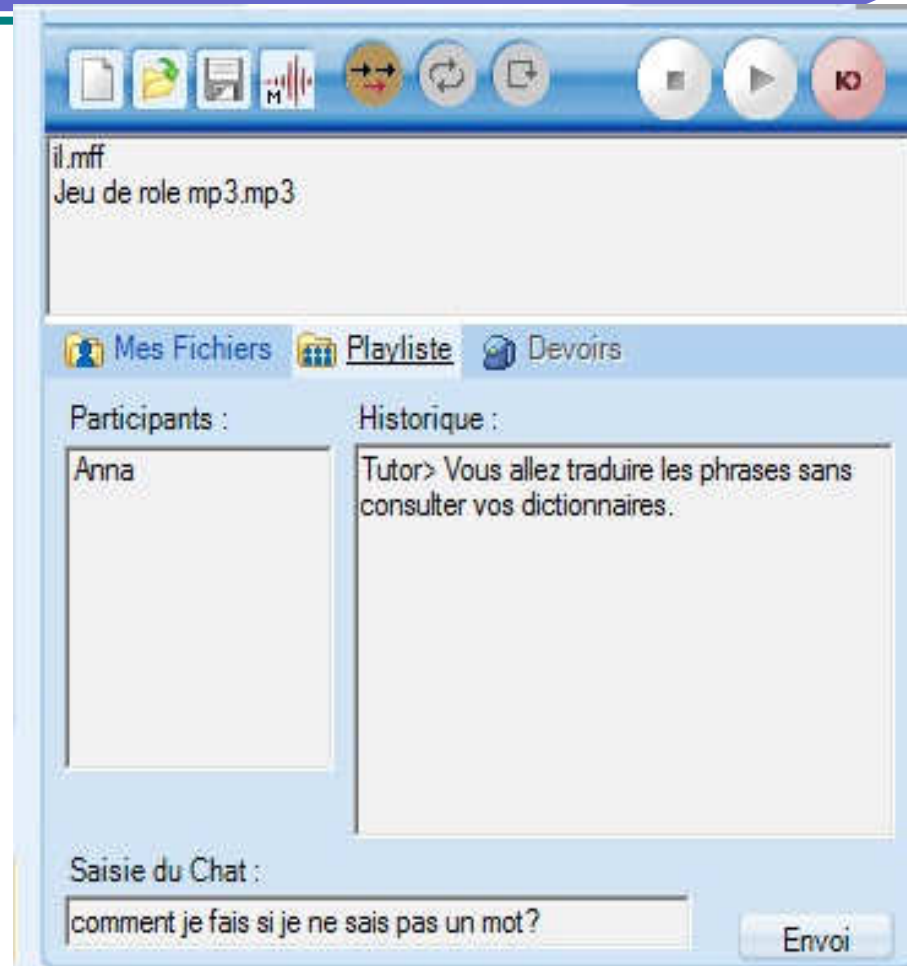 M
il.mff
Jeu de role mp3.mp3
Mes Fichiers Playliste Devoirs
Participants : Historique :
Anna
Tutor> Vous allez traduire les phrases sans
consulter vos dictionnaires.
Saisie du Chat :
comment je fais si je ne sais pas un mot?
Envoi